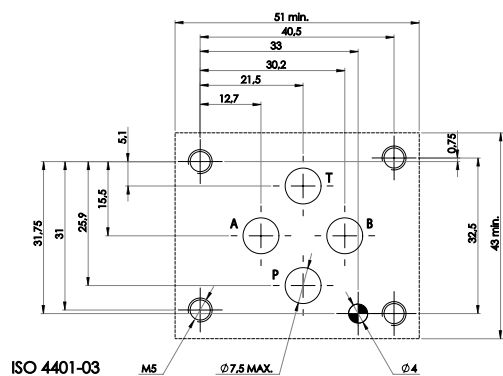 51 min.
40,5
33
30,2
21,5
12,7
5,1
0,75
T
15,5
25,9
31
31,75
A
B
32,5
43 min.
P
ISO 4401-03
M5
Ø7,5 MAX.
Ø4